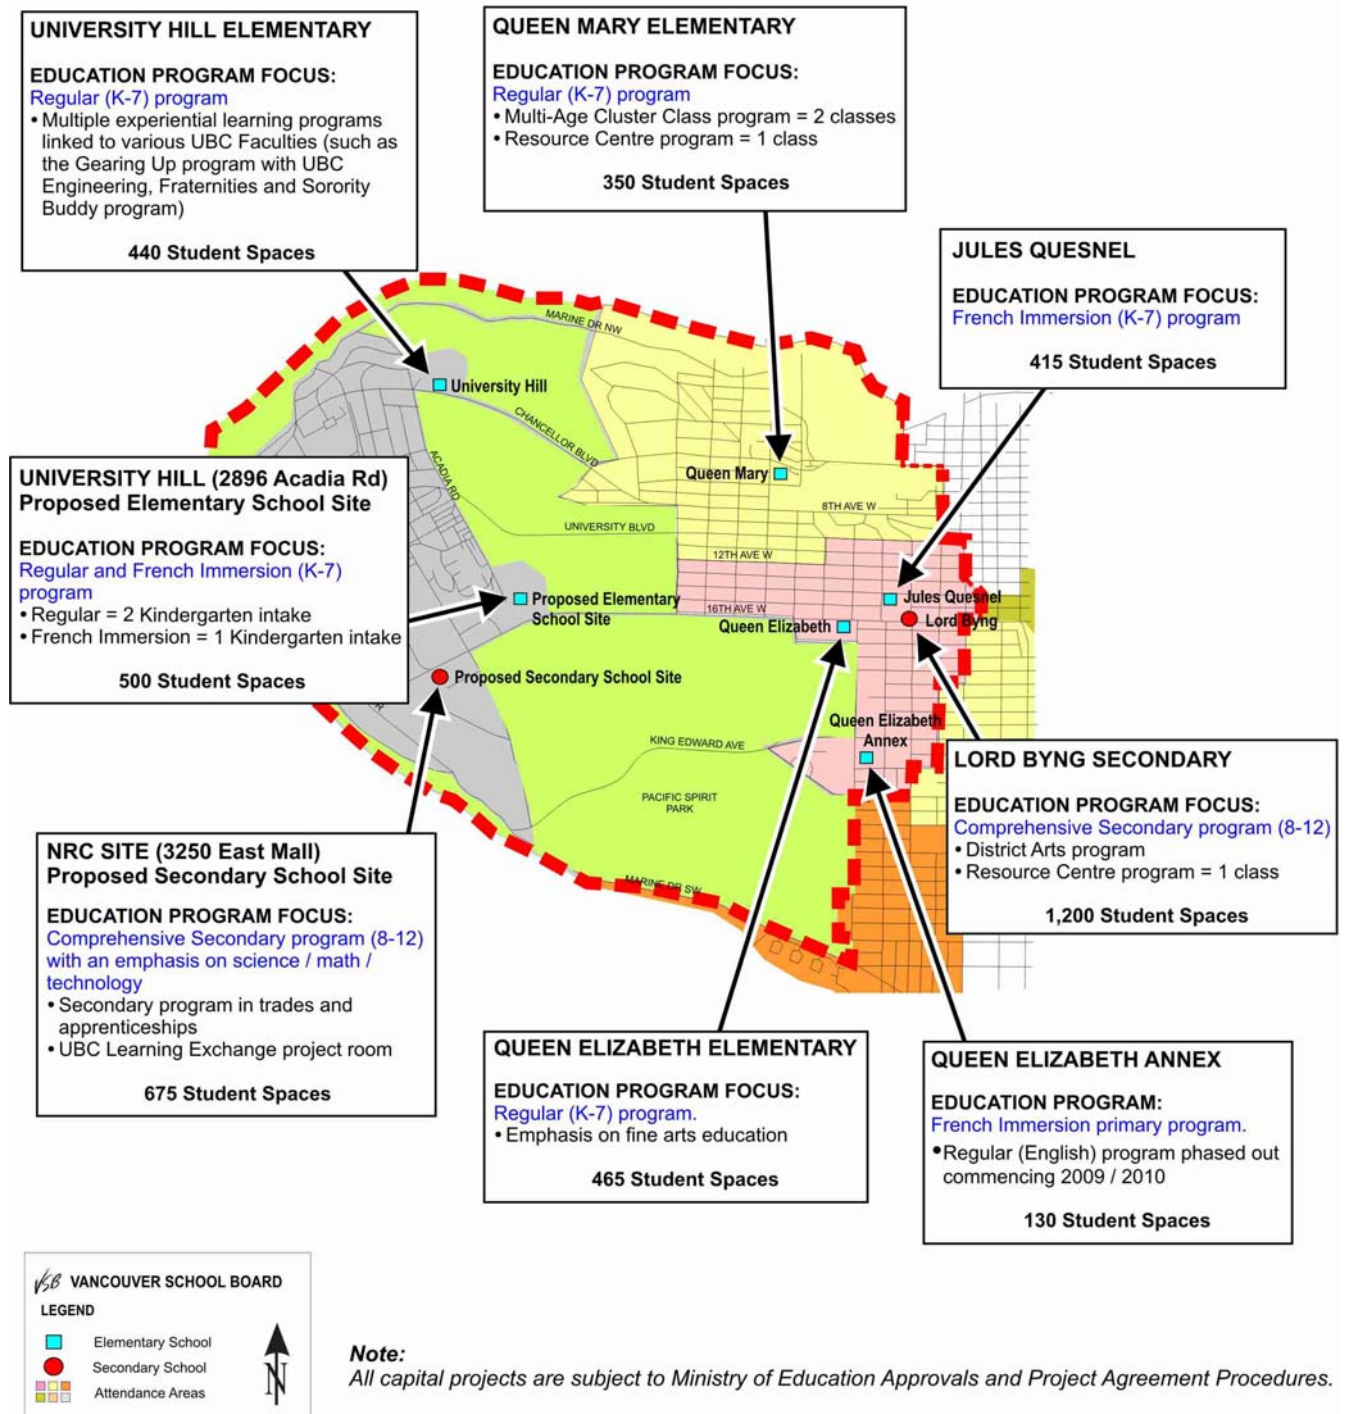 UNIVERSITY HILL ELEMENTARY
EDUCATION PROGRAM FOCUS:
Regular (K-7) program
• Multiple experiential learning programs
linked to various UBC Faculties (such as
the Gearing Up program with UBC
Engineering, Fraternities and Sorority
Buddy program)
440 Student Spaces
QUEEN MARY ELEMENTARY
EDUCATION PROGRAM FOCUS:
Regular (K-7) program
• Multi-Age Cluster Class program = 2 classes
• Resource Centre program = 1 class
350 Student Spaces
JULES QUESNEL
EDUCATION PROGRAM FOCUS:
French Immersion (K-7) program
415 Student Spaces
MARINE DR NW
University Hill
CHANCELLOR BLVD
ACADIA RD
Queen Mary
8TH AVE W
UNIVERSITY BLVD
12TH AVE W
UNIVERSITY HILL (2896 Acadia Rd)
Proposed Elementary School Site
EDUCATION PROGRAM FOCUS:
Regular and French Immersion (K-7)
program
• Regular = 2 Kindergarten intake
• French Immersion = 1 Kindergarten intake
500 Student Spaces
Proposed Elementary
School Site
16TH AVE W
Jules Quesnel
Lord Byng
Queen Elizabeth
Proposed Secondary School Site
Queen Elizabeth
Annex
KING EDWARD AVE
PACIFIC SPIRIT
PARK
MARINE DR SW
LORD BYNG SECONDARY
EDUCATION PROGRAM FOCUS:
Comprehensive Secondary program (8-12)
• District Arts program
• Resource Centre program = 1 class
1,200 Student Spaces
NRC SITE (3250 East Mall)
Proposed Secondary School Site
EDUCATION PROGRAM FOCUS:
Comprehensive Secondary program (8-12)
with an emphasis on science / math /
technology
• Secondary program in trades and
apprenticeships
• UBC Learning Exchange project room
675 Student Spaces
QUEEN ELIZABETH ELEMENTARY
EDUCATION PROGRAM FOCUS:
Regular (K-7) program.
• Emphasis on fine arts education
465 Student Spaces
QUEEN ELIZABETH ANNEX
EDUCATION PROGRAM:
French Immersion primary program.
• Regular (English) program phased out
commencing 2009 / 2010
130 Student Spaces
VSB VANCOUVER SCHOOL BOARD
LEGEND
Elementary School
Secondary School
Attendance Areas
N
Note:
All capital projects are subject to Ministry of Education Approvals and Project Agreement Procedures.